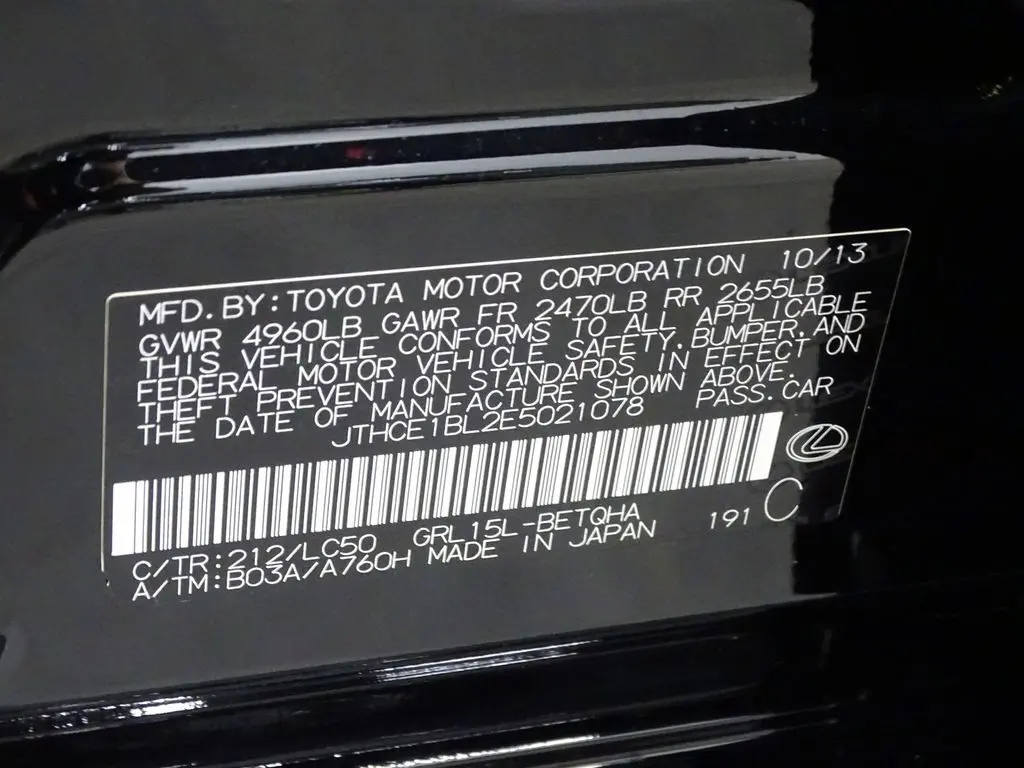 MFD. BY: TOYOTA MOTOR CORPORATION 10/13
GVWR 4960LB GAWR FR 2470LB RR 2655LB
THIS VEHICLE CONFORMS TO ALL APPLICABLE
FEDERAL MOTOR VEHICLE SAFETY, BUMPER, AND
THEFT PREVENTION STANDARDS IN EFFECT ON
THE DATE OF MANUFACTURE SHOWN ABOVE.
JTHCE1BL2E5021078 PASS. CAR
C/TR: 212/LC50 GRL15L-BETQHA 191 C
A/TM: B03A/A760H MADE IN JAPAN